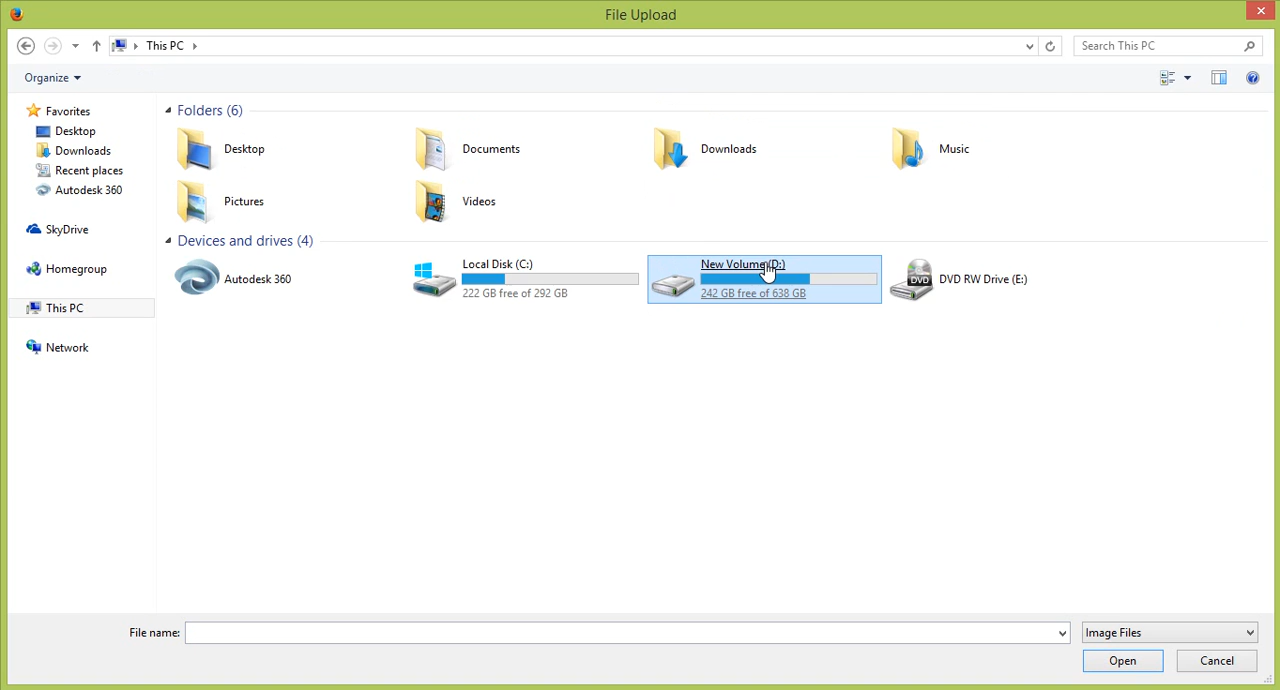 File Upload
This PC
Search This PC
Organize
Favorites
Desktop
Downloads
Recent places
Autodesk 360
SkyDrive
Homegroup
This PC
Network
Folders (6)
Desktop
Documents
Downloads
Music
Pictures
Videos
Devices and drives (4)
Autodesk 360
Local Disk (C:)
222 GB free of 292 GB
New Volume (D:)
242 GB free of 638 GB
DVD
DVD RW Drive (E:)
File name:
Image Files
Open
Cancel